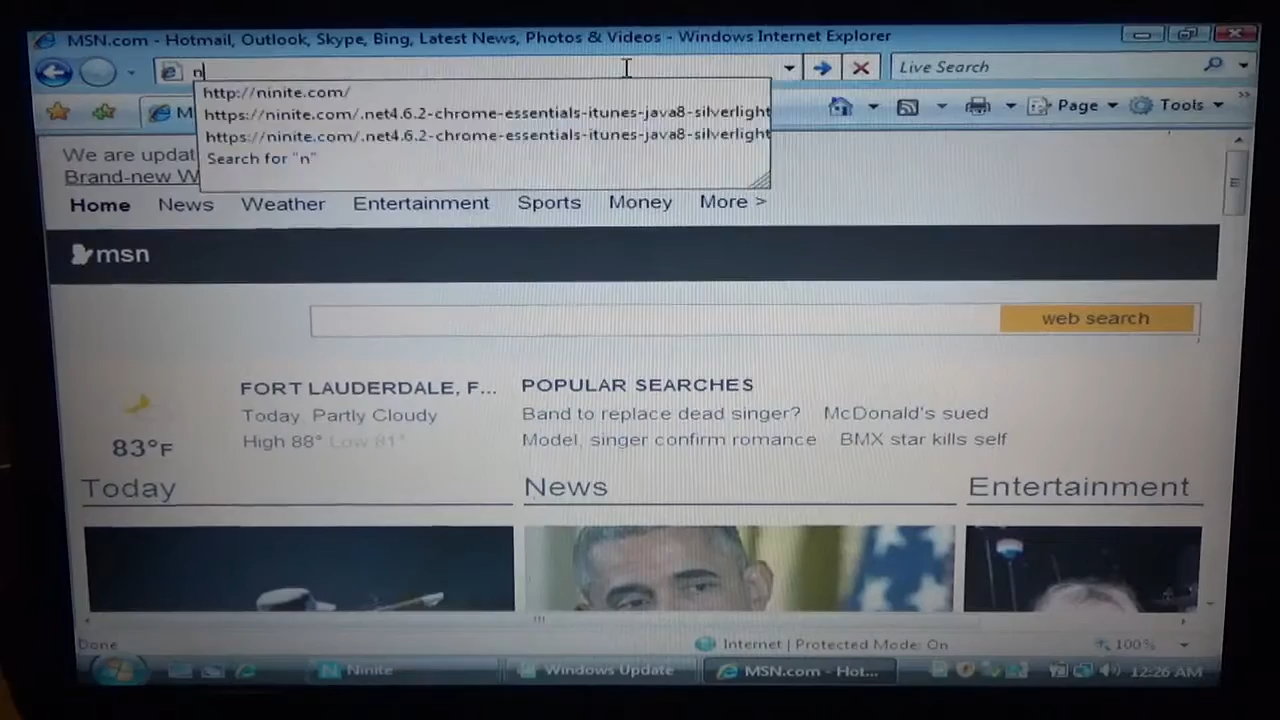 MSN.com - Hotmail, Outlook, Skype, Bing, Latest News, Photos & Videos - Windows Internet Explorer
n
Live Search
http://ninite.com/
https://ninite.com/.net4.6.2-chrome-essentials-itunes-java8-silverlight
https://ninite.com/.net4.6.2-chrome-essentials-itunes-java8-silverlight
Search for "n"
M
Page
Tools
We are updat
Brand-new W
Home News Weather Entertainment Sports Money More >
msn
web search
FORT LAUDERDALE, F...
Today Partly Cloudy
High 88° Low 81°
83°F
POPULAR SEARCHES
Band to replace dead singer? McDonald's sued
Model, singer confirm romance BMX star kills self
Today
News
Entertainment
Done
Internet | Protected Mode: On
100%
Ninite
Windows Update
MSN.com - Hot...
12:26 AM